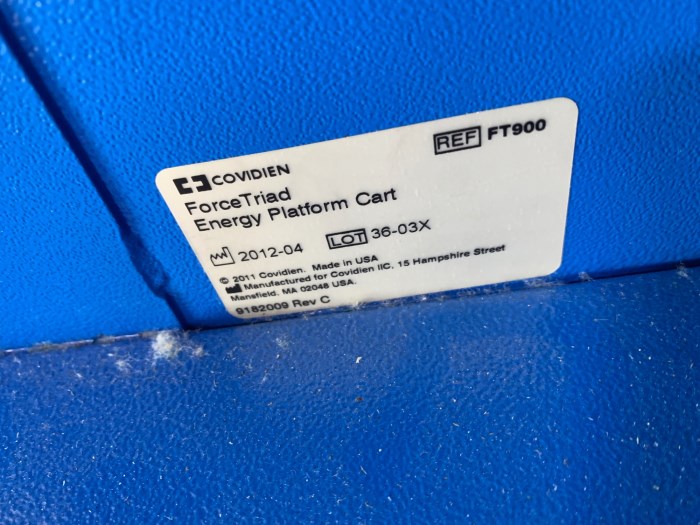 COVIDIEN
REF FT900
ForceTriad
Energy Platform Cart
2012-04 LOT 36-03X
© 2011 Covidien. Made in USA
Manufactured for Covidien llC, 15 Hampshire Street
Mansfield, MA 02048 USA.
9182009 Rev C